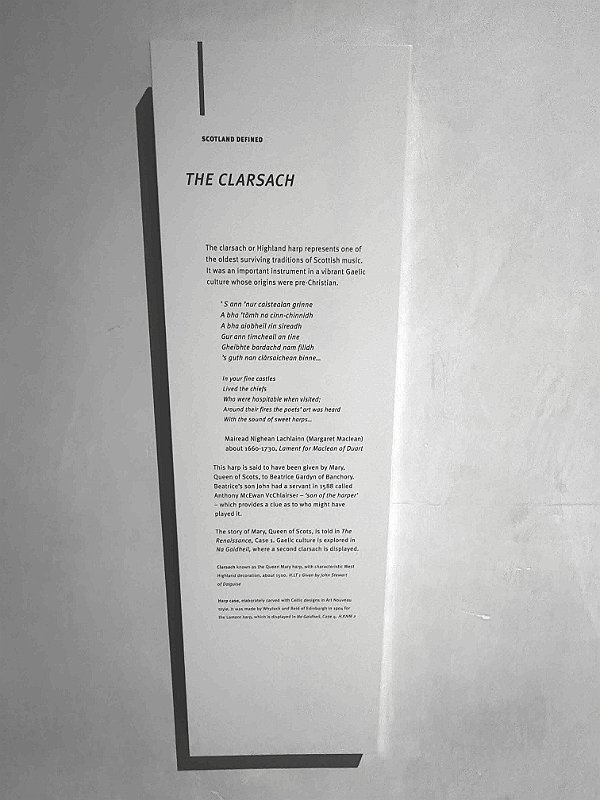 SCOTLAND DEFINED
THE CLARSACH
The clarsach or Highland harp represents one of
the oldest surviving traditions of Scottish music.
It was an important instrument in a vibrant Gaelic
culture whose origins were pre-Christian.
'S ann 'nur caistealan grinne
A bha 'tàmh na cinn-chinnidh
A bha aiobheil rin sireadh
Gur ann timcheall an tine
Gheibhte bardachd nam filidh
's guth nan clàrsaichean binne...
In your fine castles
Lived the chiefs
Who were hospitable when visited;
Around their fires the poets' art was heard
With the sound of sweet harps...
Mairead Nighean Lachlainn (Margaret Maclean)
about 1660-1730, Lament for Maclean of Duart
This harp is said to have been given by Mary,
Queen of Scots, to Beatrice Gardyn of Banchory.
Beatrice's son John had a servant in 1588 called
Anthony McEwan VcChlairser – 'son of the harper'
– which provides a clue as to who might have
played it.
The story of Mary, Queen of Scots, is told in The
Renaissance, Case 1. Gaelic culture is explored in
Na Gaidheil, where a second clarsach is displayed.
Clarsach known as the Queen Mary harp, with characteristic West
Highland decoration, about 1500. H.LT 1 Given by John Stewart
of Dalguise
Harp case, elaborately carved with Celtic designs in Art Nouveau
style. It was made by Whytock and Reid of Edinburgh in 1904 for
the Lamont harp, which is displayed in Na Gaidheil, Case 4. H.KNM 2